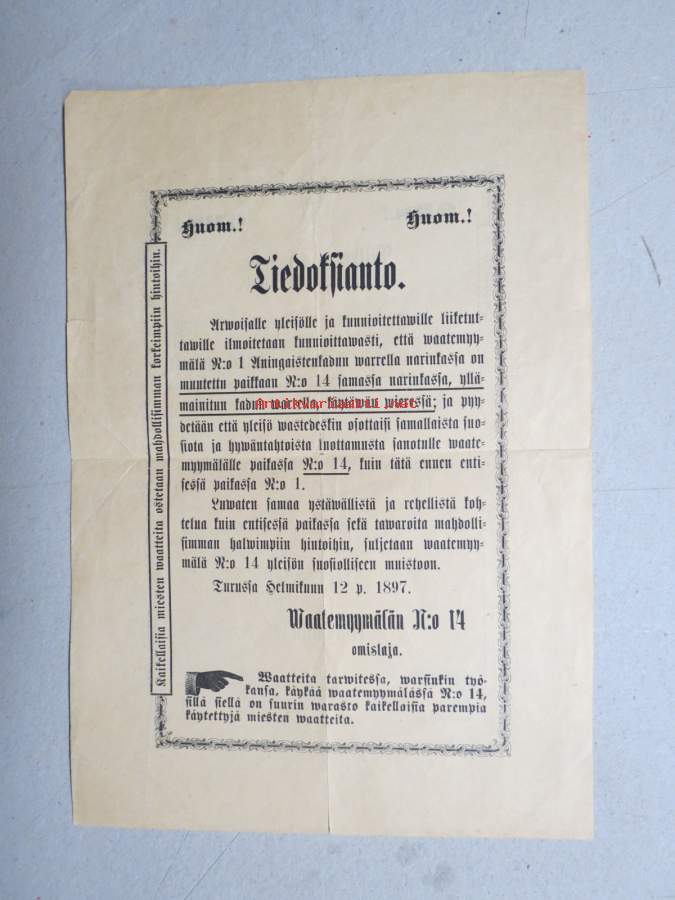 Huom.! Huom.!
Tiedoksianto.
Arwoisalle yleisölle ja kunnioitettawille liiketut-
tawille ilmoitetaan kunnioittawasti, että waatemyy-
mälä N:o 1 Aningaistenkadun warrella narinkassa on
muutettu paikkaan N:o 14 samassa narinkassa, yllä-
mainitun kadun warrella, käytäwän wieressä; ja pyy-
detään että yleisö wastedeskin osottaisi samallaista suo-
siota ja hywäntahtoista luottamusta sanotulle waate-
myymälälle paikassa N:o 14, kuin tätä ennen enti-
sessä paikassa N:o 1.
Luwaten samaa ystäwällistä ja rehellistä koh-
telua kuin entisessä paikassa sekä tawaroita mahdolli-
simman halwimpiin hintoihin, suljetaan waatemyy-
mälä N:o 14 yleisön suosiolliseen muistoon.
Turussa Helmikuun 12 p. 1897.
Waatemyymälän N:o 14
omistaja.
Waatteita tarwitessa, warsinkin työ-
kansa, käykää waatemyymälässä N:o 14,
sillä siellä on suurin warasto kaikelloisia parempia
käytettyjä miesten waatteita.
Kaikellaisia miesten waatteita ostetaan mahdollisimman korkeimpiin hintoihin.